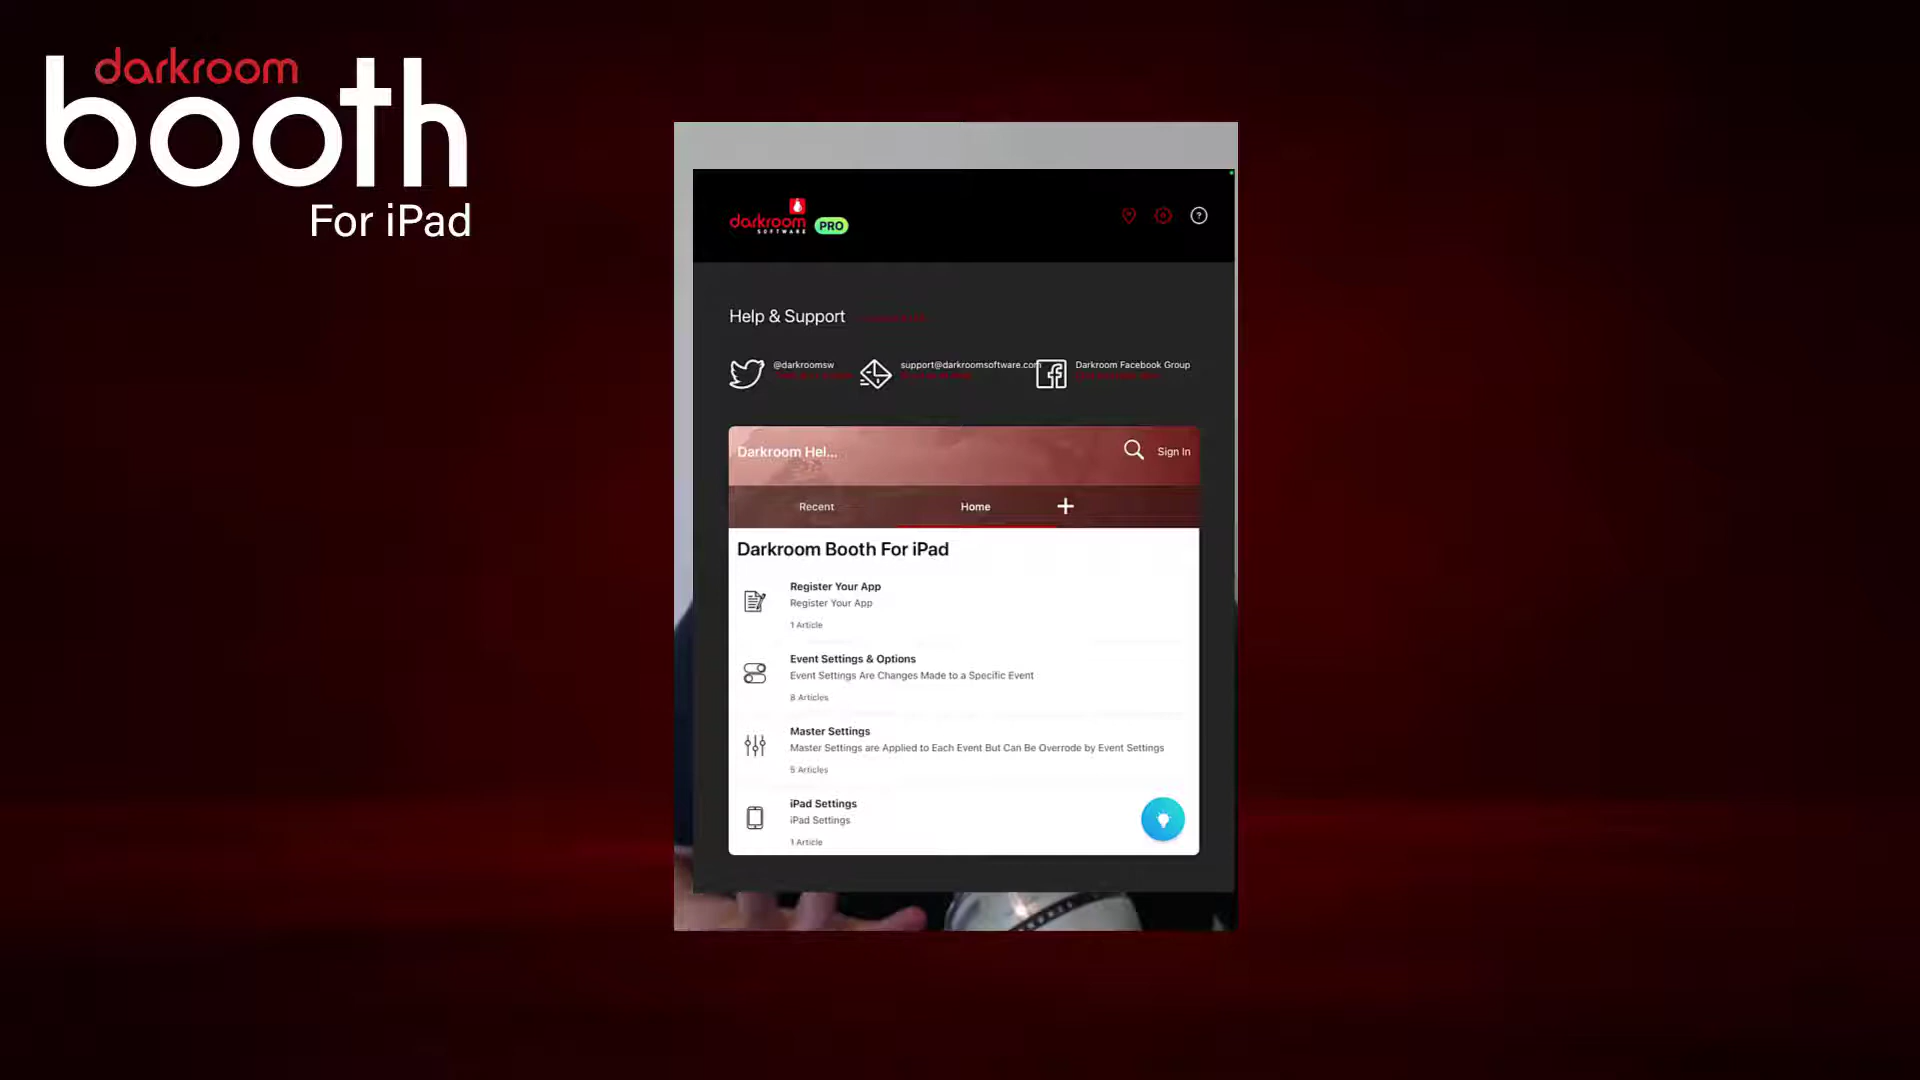 darkroom
booth
For iPad
darkroom
SOFTWARE
PRO
Help & Support
@darkroomsw
support@darkroomsoftware.com
Darkroom Facebook Group
Darkroom Hel...
Sign In
Recent
Home
Darkroom Booth For iPad
Register Your App
Register Your App
1 Article
Event Settings & Options
Event Settings Are Changes Made to a Specific Event
8 Articles
Master Settings
Master Settings are Applied to Each Event But Can Be Overrode by Event Settings
5 Articles
iPad Settings
iPad Settings
1 Article